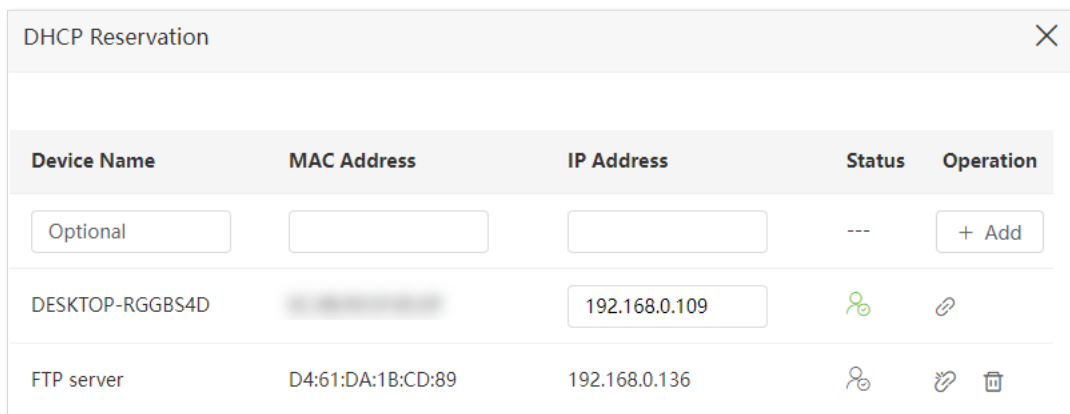 DHCP Reservation
Device Name MAC Address IP Address Status Operation
Optional --- + Add
DESKTOP-RGGBS4D 192.168.0.109
FTP server D4:61:DA:1B:CD:89 192.168.0.136